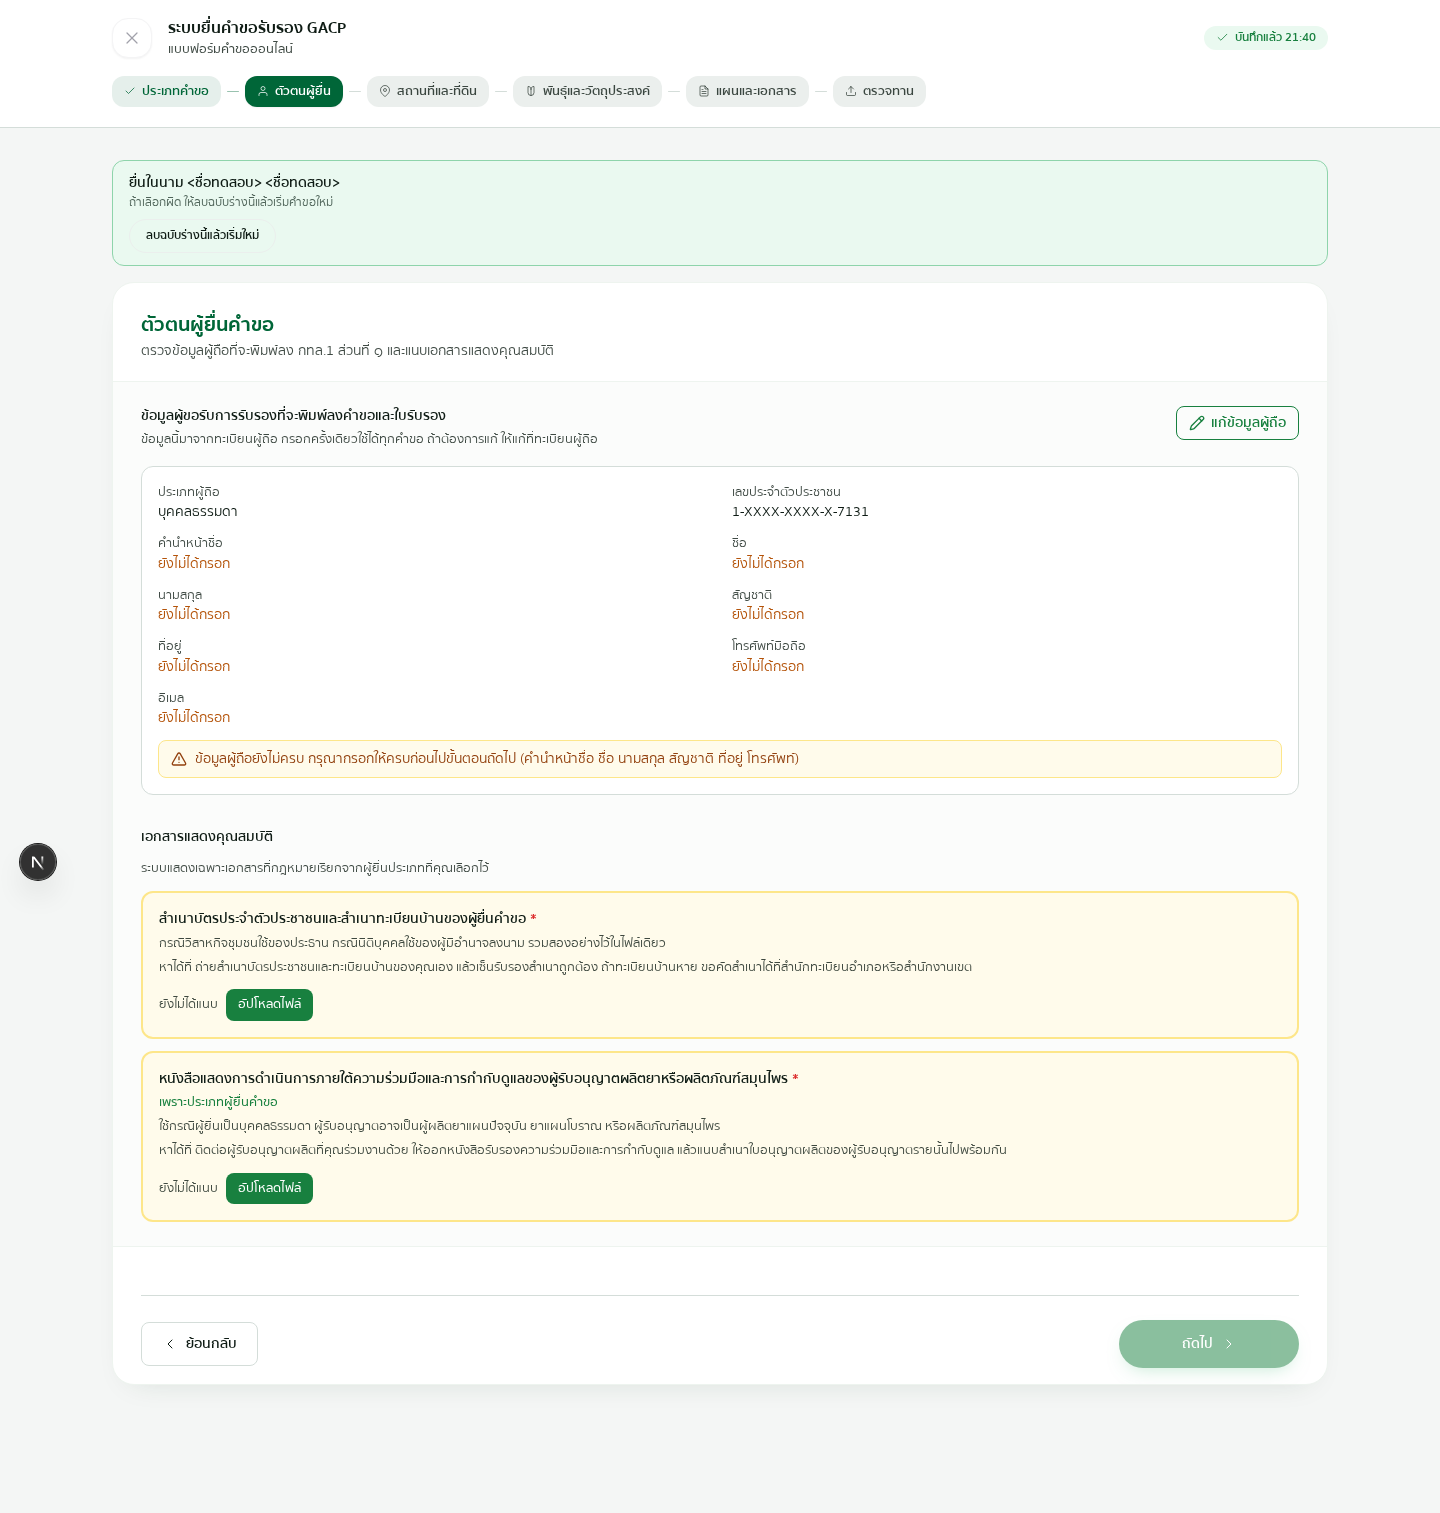 ระบบยื่นคำขอรับรอง GACP
แบบฟอร์มคำขอออนไลน์
บันทึกแล้ว 21:40
ประเภทคำขอ
ตัวตนผู้ยื่น
สถานที่และที่ดิน
พันธุ์และวัตถุประสงค์
แผนและเอกสาร
ตรวจทาน
ยื่นในนาม <ชื่อทดสอบ> <ชื่อทดสอบ>
ถ้าเลือกผิด ให้ลบฉบับร่างนี้แล้วเริ่มคำขอใหม่
ลบฉบับร่างนี้แล้วเริ่มใหม่
ตัวตนผู้ยื่นคำขอ
ตรวจข้อมูลผู้ถือที่จะพิมพ์ลง กทล.1 ส่วนที่ ๑ และแนบเอกสารแสดงคุณสมบัติ
ข้อมูลผู้ขอรับการรับรองที่จะพิมพ์ลงคำขอและใบรับรอง
ข้อมูลนี้มาจากทะเบียนผู้ถือ กรอกครั้งเดียวใช้ได้ทุกคำขอ ถ้าต้องการแก้ ให้แก้ที่ทะเบียนผู้ถือ
แก้ข้อมูลผู้ถือ
ประเภทผู้ถือ
บุคคลธรรมดา
เลขประจำตัวประชาชน
1-XXXX-XXXX-X-7131
คำนำหน้าชื่อ
ยังไม่ได้กรอก
ชื่อ
ยังไม่ได้กรอก
นามสกุล
ยังไม่ได้กรอก
สัญชาติ
ยังไม่ได้กรอก
ที่อยู่
ยังไม่ได้กรอก
โทรศัพท์มือถือ
ยังไม่ได้กรอก
อีเมล
ยังไม่ได้กรอก
ข้อมูลผู้ถือยังไม่ครบ กรุณากรอกให้ครบก่อนไปขั้นตอนถัดไป (คำนำหน้าชื่อ ชื่อ นามสกุล สัญชาติ ที่อยู่ โทรศัพท์)
เอกสารแสดงคุณสมบัติ
ระบบแสดงเฉพาะเอกสารที่กฎหมายเรียกจากผู้ยื่นประเภทที่คุณเลือกไว้
สำเนาบัตรประจำตัวประชาชนและสำเนาทะเบียนบ้านของผู้ยื่นคำขอ *
กรณีวิสาหกิจชุมชนใช้ของประธาน กรณีนิติบุคคลใช้ของผู้มีอำนาจลงนาม รวมสองอย่างไว้ในไฟล์เดียว
หาได้ที่ ถ่ายสำเนาบัตรประชาชนและทะเบียนบ้านของคุณเอง แล้วเซ็นรับรองสำเนาถูกต้อง ถ้าทะเบียนบ้านหาย ขอคัดสำเนาได้ที่สำนักทะเบียนอำเภอหรือสำนักงานเขต
ยังไม่ได้แนบ
อัปโหลดไฟล์
หนังสือแสดงการดำเนินการภายใต้ความร่วมมือและการกำกับดูแลของผู้รับอนุญาตผลิตยาหรือผลิตภัณฑ์สมุนไพร *
เพราะประเภทผู้ยื่นคำขอ
ใช้กรณีผู้ยื่นเป็นบุคคลธรรมดา ผู้รับอนุญาตอาจเป็นผู้ผลิตยาแผนปัจจุบัน ยาแผนโบราณ หรือผลิตภัณฑ์สมุนไพร
หาได้ที่ ติดต่อผู้รับอนุญาตผลิตที่คุณร่วมงานด้วย ให้ออกหนังสือรับรองความร่วมมือและการกำกับดูแล แล้วแนบสำเนาใบอนุญาตผลิตของผู้รับอนุญาตรายนั้นไปพร้อมกัน
ยังไม่ได้แนบ
อัปโหลดไฟล์
ย้อนกลับ
ถัดไป